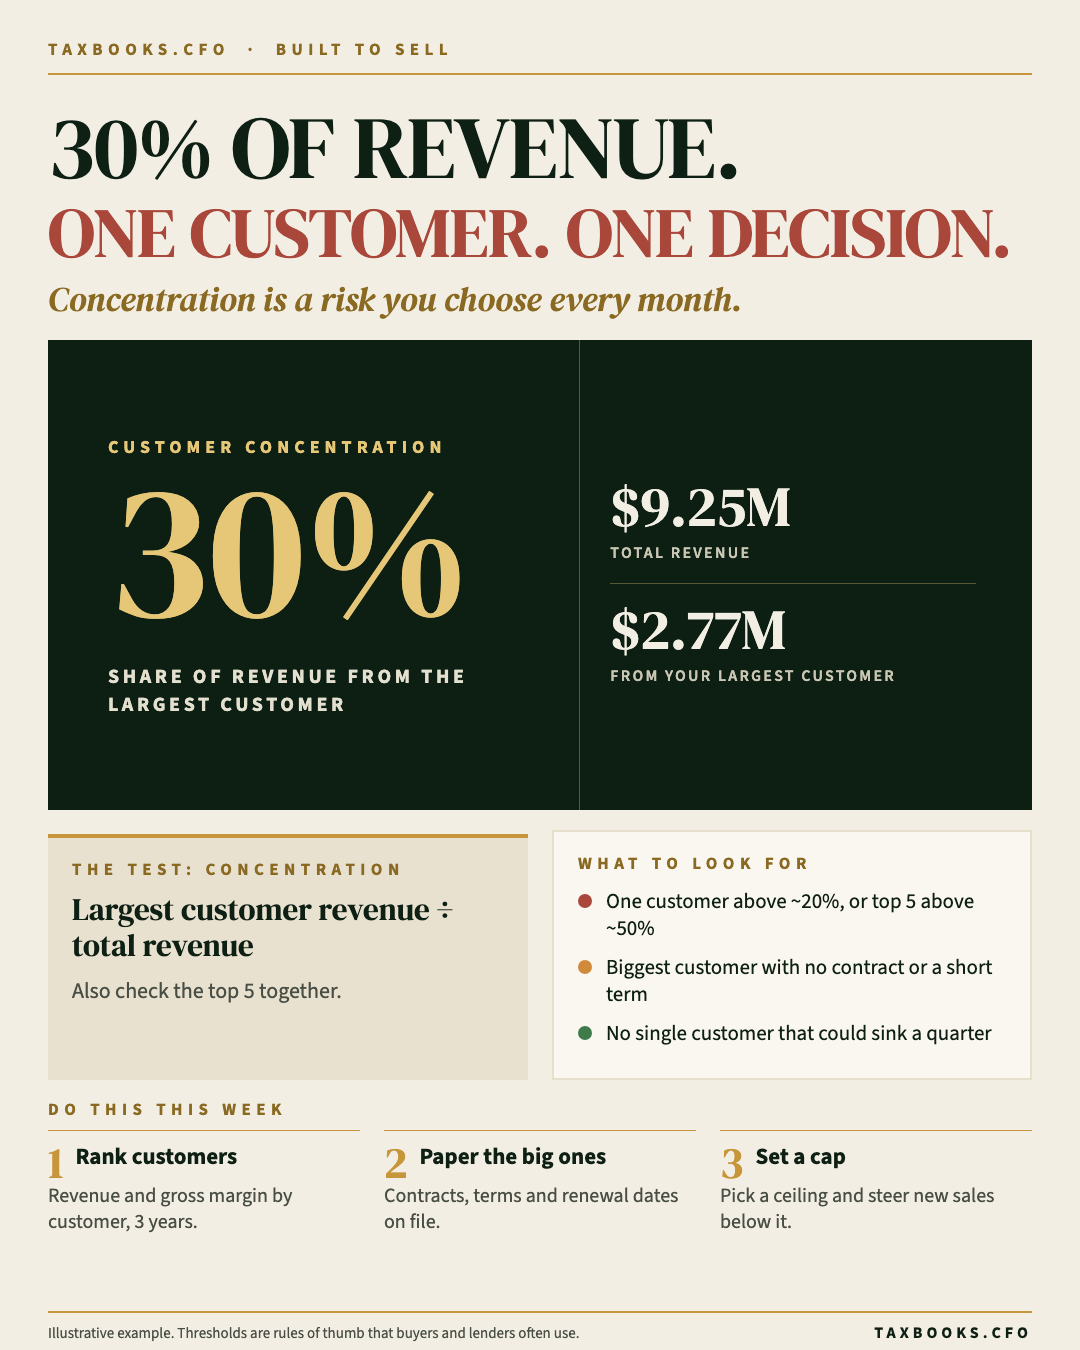 TAXBOOKS.CFO · BUILT TO SELL
30% OF REVENUE.
ONE CUSTOMER. ONE DECISION.
Concentration is a risk you choose every month.
CUSTOMER CONCENTRATION
30%
SHARE OF REVENUE FROM THE
LARGEST CUSTOMER
$9.25M
TOTAL REVENUE
$2.77M
FROM YOUR LARGEST CUSTOMER
THE TEST: CONCENTRATION
Largest customer revenue ÷
total revenue
Also check the top 5 together.
WHAT TO LOOK FOR
One customer above ~20%, or top 5 above
~50%
Biggest customer with no contract or a short
term
No single customer that could sink a quarter
DO THIS THIS WEEK
1 Rank customers
Revenue and gross margin by
customer, 3 years.
2 Paper the big ones
Contracts, terms and renewal dates
on file.
3 Set a cap
Pick a ceiling and steer new sales
below it.
Illustrative example. Thresholds are rules of thumb that buyers and lenders often use.
TAXBOOKS.CFO